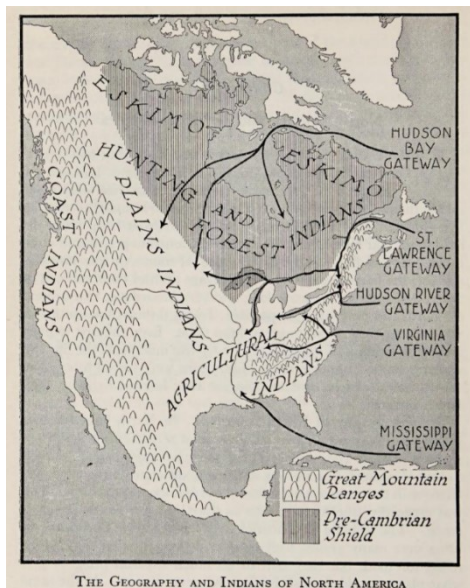 ESKIMO
HUNTING
AND
FOREST INDIANS
ESKIMO
PLAINS INDIANS
COAST
INDIANS
AGRICULTURAL
INDIANS
HUDSON
BAY
GATEWAY
ST.
LAWRENCE
GATEWAY
HUDSON RIVER
GATEWAY
VIRGINIA
GATEWAY
MISSISSIPPI
GATEWAY
Great Mountain
Ranges
Pre-Cambrian
Shield
THE GEOGRAPHY AND INDIANS OF NORTH AMERICA